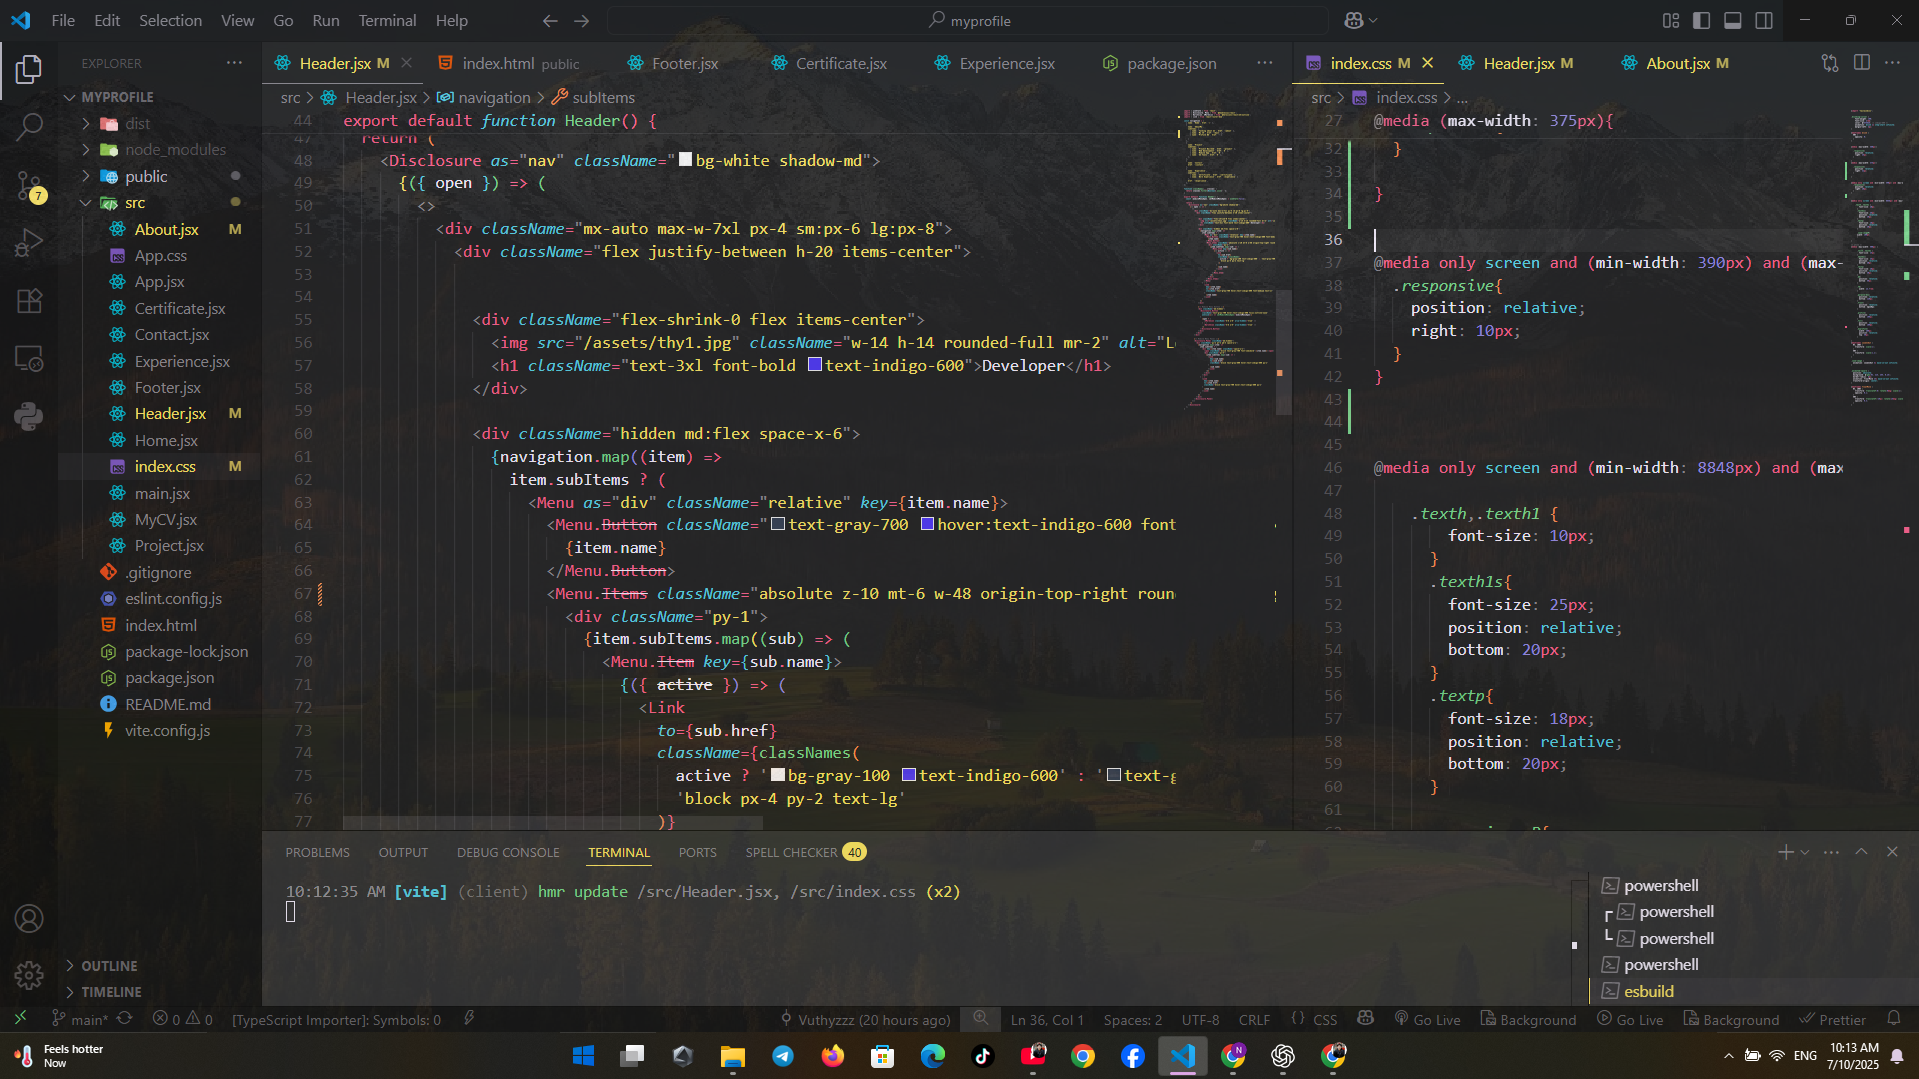 File Edit Selection View Go Run Terminal Help
myprofile
EXPLORER
MYPROFILE
dist
node_modules
public
src
About.jsx M
App.css
App.jsx
Certificate.jsx
Contact.jsx
Experience.jsx
Footer.jsx
Header.jsx M
Home.jsx
index.css M
main.jsx
MyCV.jsx
Project.jsx
.gitignore
eslint.config.js
index.html
package-lock.json
package.json
README.md
vite.config.js
OUTLINE
TIMELINE
7
Header.jsx M index.html public Footer.jsx Certificate.jsx Experience.jsx package.json
src > Header.jsx > navigation > subItems
44 export default function Header() {
47 return (
48 <Disclosure as="nav" className="bg-white shadow-md">
49 {({ open }) => (
50 <>
51 <div className="mx-auto max-w-7xl px-4 sm:px-6 lg:px-8">
52 <div className="flex justify-between h-20 items-center">
53
54
55 <div className="flex-shrink-0 flex items-center">
56 <img src="/assets/thy1.jpg" className="w-14 h-14 rounded-full mr-2" alt="L
57 <h1 className="text-3xl font-bold text-indigo-600">Developer</h1>
58 </div>
59
60 <div className="hidden md:flex space-x-6">
61 {navigation.map((item) =>
62 item.subItems ? (
63 <Menu as="div" className="relative" key={item.name}>
64 <Menu.Button className="text-gray-700 hover:text-indigo-600 font
65 {item.name}
66 </Menu.Button>
67 <Menu.Items className="absolute z-10 mt-6 w-48 origin-top-right roun
68 <div className="py-1">
69 {item.subItems.map((sub) => (
70 <Menu.Item key={sub.name}>
71 {({ active }) => (
72 <Link
73 to={sub.href}
74 className={classNames(
75 active ? 'bg-gray-100 text-indigo-600' : 'text-g
76 'block px-4 py-2 text-lg'
77 )}
index.css M Header.jsx M About.jsx M
src > index.css > ...
27 @media (max-width: 375px){
32 }
33
34 }
35
36
37 @media only screen and (min-width: 390px) and (max-
38 .responsive{
39 position: relative;
40 right: 10px;
41 }
42 }
43
44
45
46 @media only screen and (min-width: 8848px) and (max
47
48 .texth,.texth1 {
49 font-size: 10px;
50 }
51 .texth1s{
52 font-size: 25px;
53 position: relative;
54 bottom: 20px;
55 }
56 .textp{
57 font-size: 18px;
58 position: relative;
59 bottom: 20px;
60 }
61
PROBLEMS OUTPUT DEBUG CONSOLE TERMINAL PORTS SPELL CHECKER 40
10:12:35 AM [vite] (client) hmr update /src/Header.jsx, /src/index.css (x2)
powershell
powershell
powershell
powershell
esbuild
main* 0 0 [TypeScript Importer]: Symbols: 0 Vuthyzzz (20 hours ago) Ln 36, Col 1 Spaces: 2 UTF-8 CRLF {} CSS Go Live Background Go Live Background Prettier
Feels hotter
Now
ENG
10:13 AM
7/10/2025